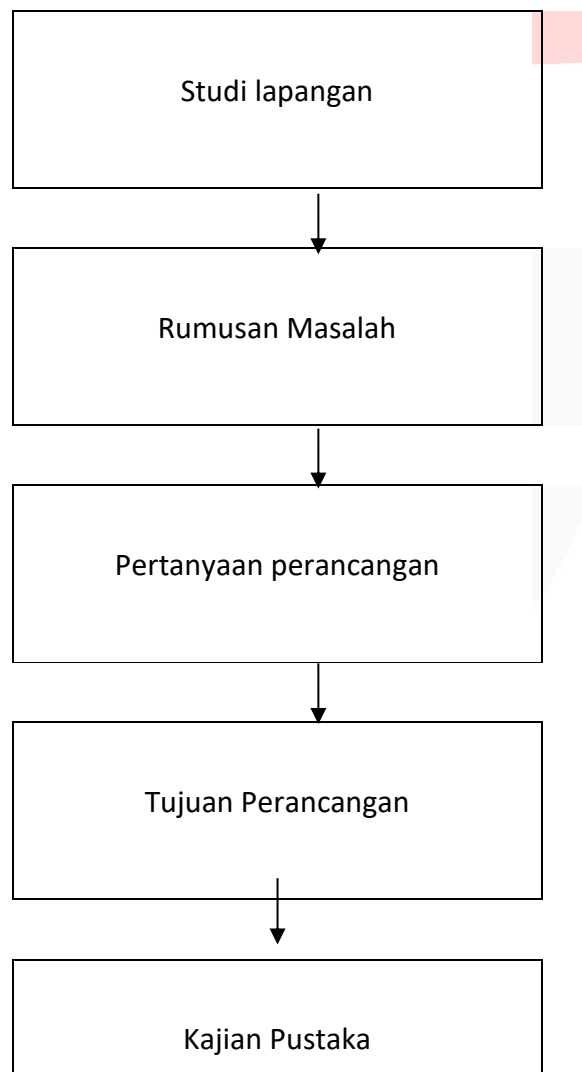 Studi lapangan
Rumusan Masalah
Pertanyaan perancangan
Tujuan Perancangan
Kajian Pustaka